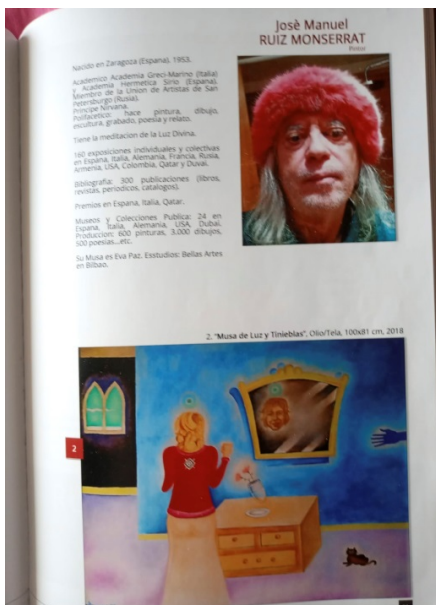 Josè Manuel
RUIZ MONSERRAT
Pintor
Nacido en Zaragoza (Espana), 1953.
Academico Academia Greci-Marino (Italia)
y Academia Hermetica Sirio (Espana).
Miembro de la Union de Artistas de San
Petersburgo (Rusia).
Principe Nirvana.
Polifacetico: hace pintura, dibujo,
escultura, grabado, poesia y relato.
Tiene la meditacion de la Luz Divina.
160 exposiciones individuales y colectivas
en Espana, Italia, Alemania, Francia, Rusia,
Armenia, USA, Colombia, Qatar y Duvai.
Bibliografia: 300 publicaciones (libros,
revistas, periodicos, catalogos).
Premios en Espana, Italia, Qatar.
Museos y Colecciones Publica: 24 en
Espana, Italia, Alemania, USA, Dubai.
Produccion: 600 pinturas, 3.000 dibujos,
500 poesias...etc.
Su Musa es Eva Paz. Esstudios: Bellas Artes
en Bilbao.
2. "Musa de Luz y Tinieblas", Olio/Tela, 100x81 cm, 2018
2